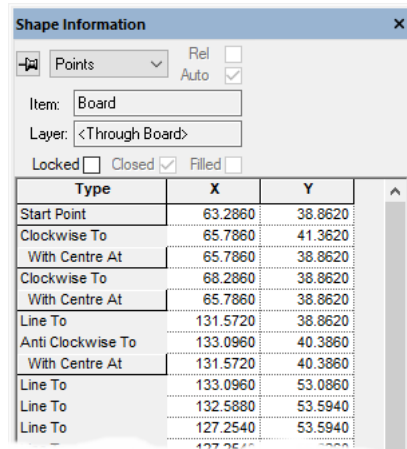 Shape Information
Points Rel
Auto
Item: Board
Layer: <Through Board>
Locked Closed Filled
Type X Y
Start Point 63.2860 38.8620
Clockwise To 65.7860 41.3620
With Centre At 65.7860 38.8620
Clockwise To 68.2860 38.8620
With Centre At 65.7860 38.8620
Line To 131.5720 38.8620
Anti Clockwise To 133.0960 40.3860
With Centre At 131.5720 40.3860
Line To 133.0960 53.0860
Line To 132.5880 53.5940
Line To 127.2540 53.5940